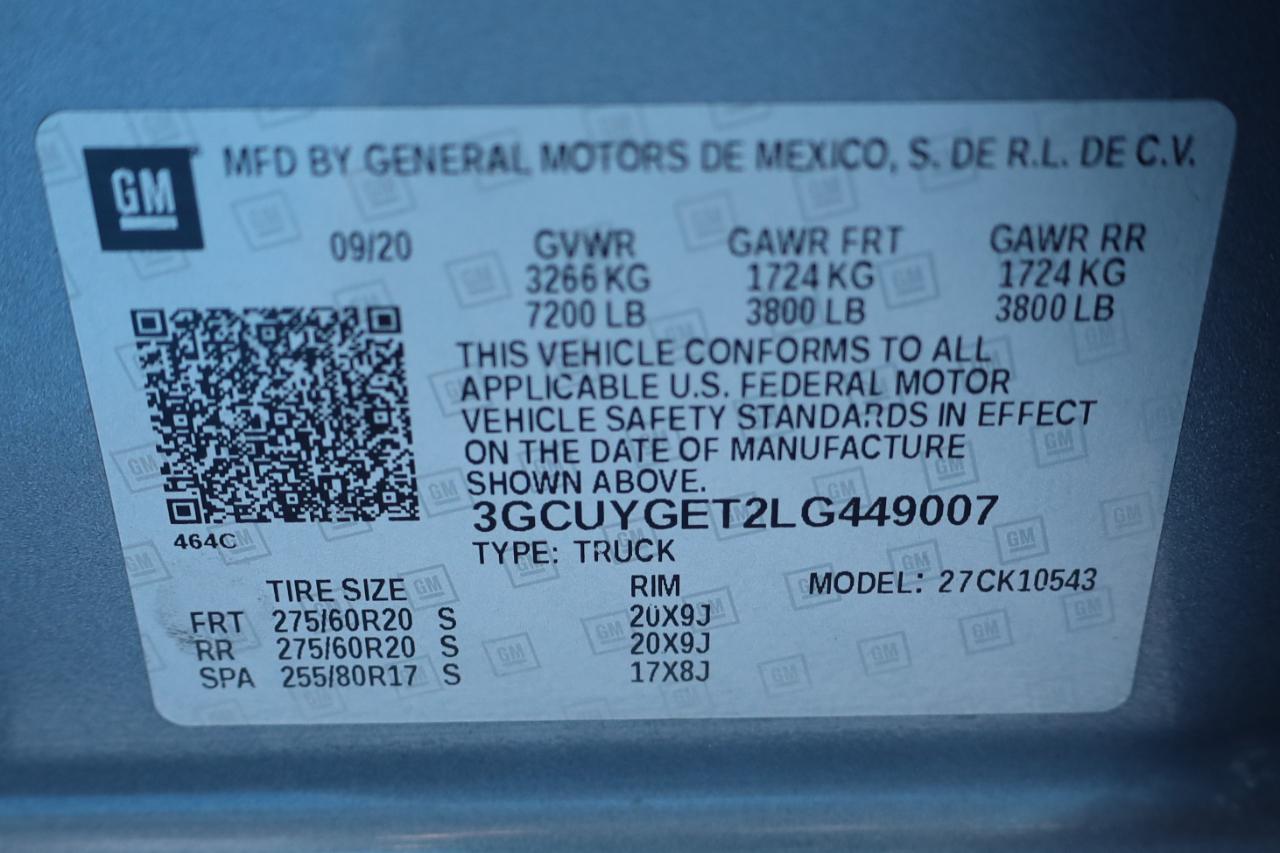 GM MFD BY GENERAL MOTORS DE MEXICO, S. DE R.L. DE C.V.
09/20 GVWR GAWR FRT GAWR RR
3266 KG 1724 KG 1724 KG
7200 LB 3800 LB 3800 LB
THIS VEHICLE CONFORMS TO ALL
APPLICABLE U.S. FEDERAL MOTOR
VEHICLE SAFETY STANDARDS IN EFFECT
ON THE DATE OF MANUFACTURE
SHOWN ABOVE.
3GCUYGET2LG449007
464C
TYPE: TRUCK
TIRE SIZE RIM MODEL: 27CK10543
FRT 275/60R20 S 20X9J
RR 275/60R20 S 20X9J
SPA 255/80R17 S 17X8J